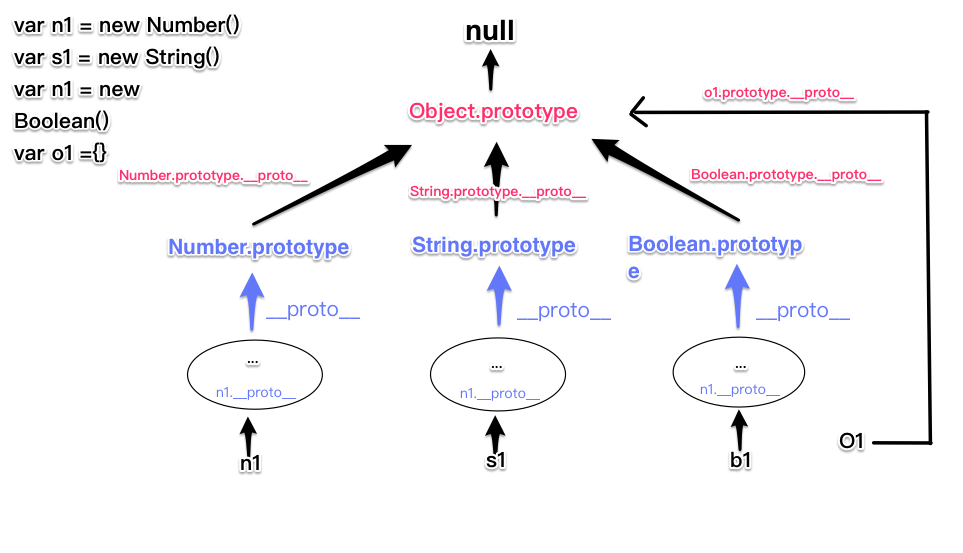 var n1 = new Number()
var s1 = new String()
var n1 = new
Boolean()
var o1 ={}
null
Object.prototype
o1.prototype.__proto__
Number.prototype.__proto__
String.prototype.__proto__
Boolean.prototype.__proto__
Number.prototype
String.prototype
Boolean.prototyp
e
__proto__
__proto__
__proto__
...
n1.__proto__
...
n1.__proto__
...
n1.__proto__
n1
s1
b1
O1